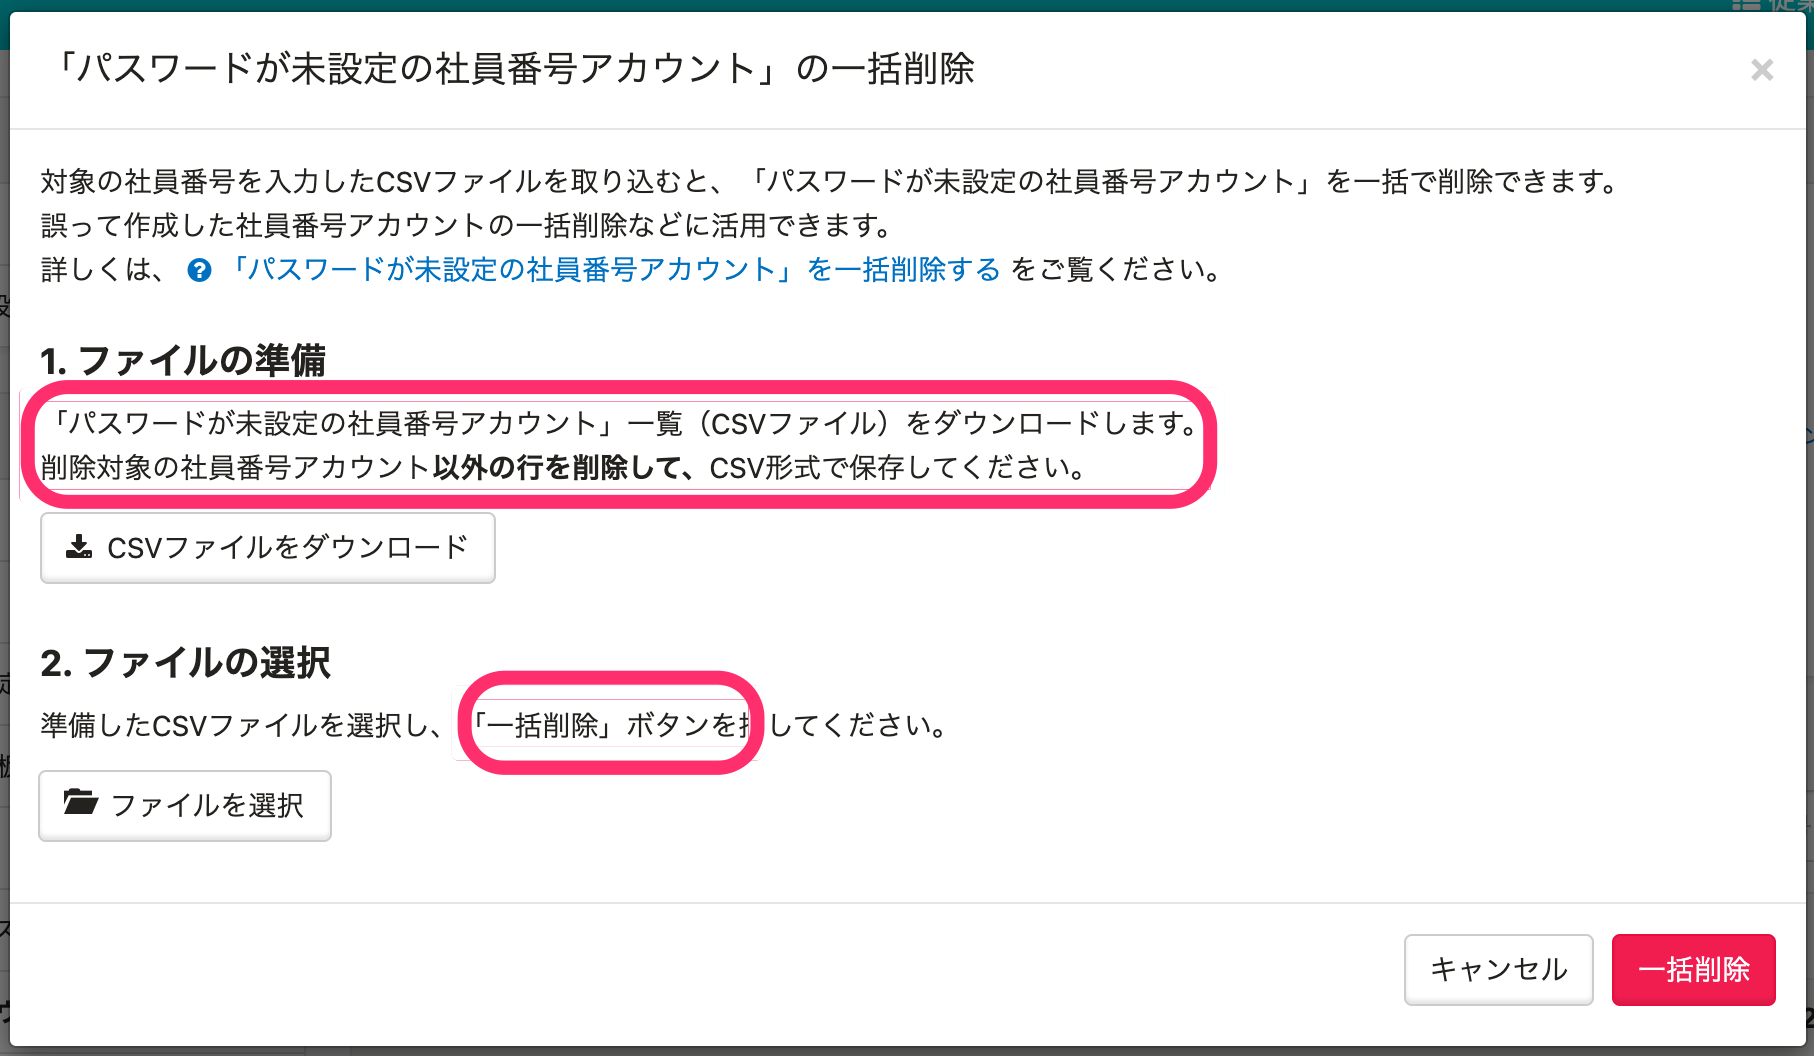 「パスワードが未設定の社員番号アカウント」の一括削除
×
対象の社員番号を入力したCSVファイルを取り込むと、「パスワードが未設定の社員番号アカウント」を一括で削除できます。
誤って作成した社員番号アカウントの一括削除などに活用できます。
詳しくは、 ? 「パスワードが未設定の社員番号アカウント」を一括削除する をご覧ください。
1. ファイルの準備
「パスワードが未設定の社員番号アカウント」一覧（CSVファイル）をダウンロードします。
削除対象の社員番号アカウント以外の行を削除して、CSV形式で保存してください。
CSVファイルをダウンロード
2. ファイルの選択
準備したCSVファイルを選択し、「一括削除」ボタンを押してください。
ファイルを選択
キャンセル
一括削除